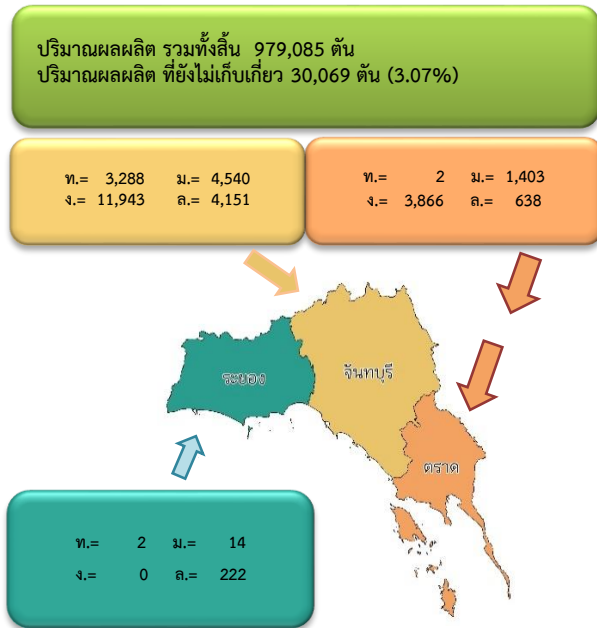 ปริมาณผลผลิต รวมทั้งสิ้น 979,085 ตัน
ปริมาณผลผลิต ที่ยังไม่เก็บเกี่ยว 30,069 ตัน (3.07%)
ท.= 3,288 ม.= 4,540
ง.= 11,943 ล.= 4,151
ท.= 2 ม.= 1,403
ง.= 3,866 ล.= 638
ระยอง
จันทบุรี
ตราด
ท.= 2 ม.= 14
ง.= 0 ล.= 222